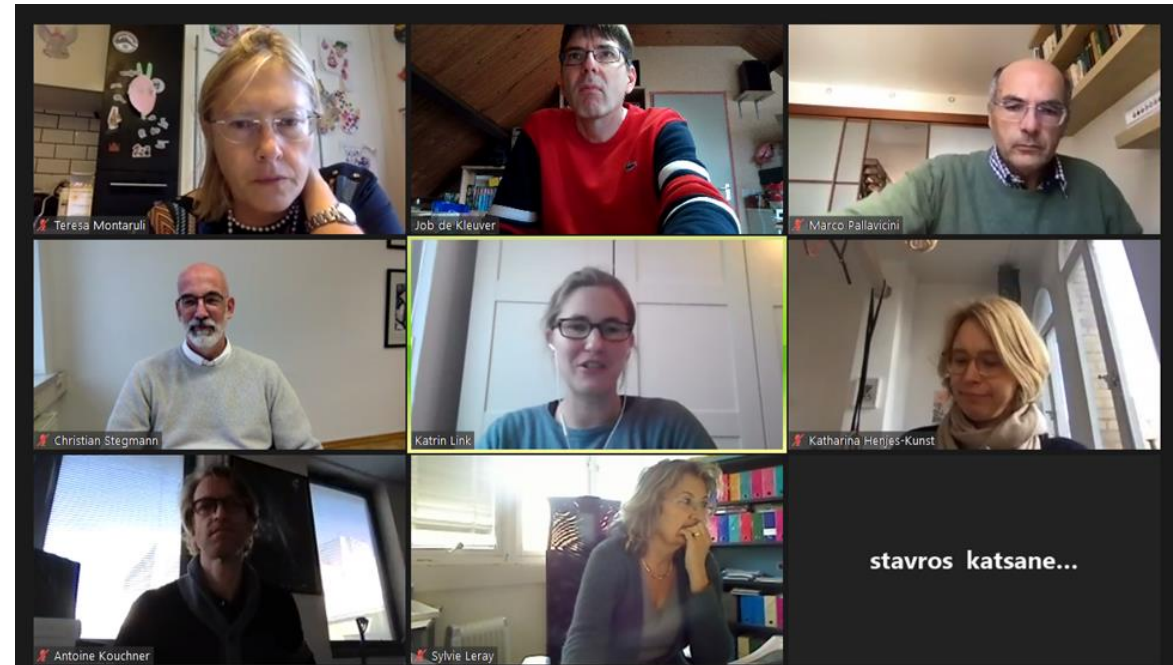 Teresa Montaruli
Job de Kleuver
Marco Pallavicini
Christian Stegmann
Katrin Link
Katharina Henjes-Kunst
Antoine Kouchner
Sylvie Leray
stavros katsane...